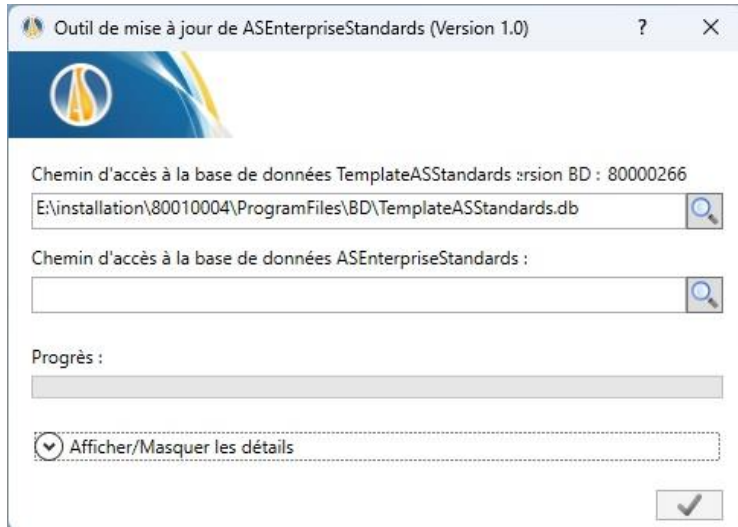 Outil de mise à jour de ASEnterpriseStandards (Version 1.0) ?
Chemin d'accès à la base de données TemplateASStandards ersion BD : 80000266
E:\installation\80010004\ProgramFiles\BD\TemplateASStandards.db
Chemin d'accès à la base de données ASEnterpriseStandards :
Progrès :
Afficher/Masquer les détails